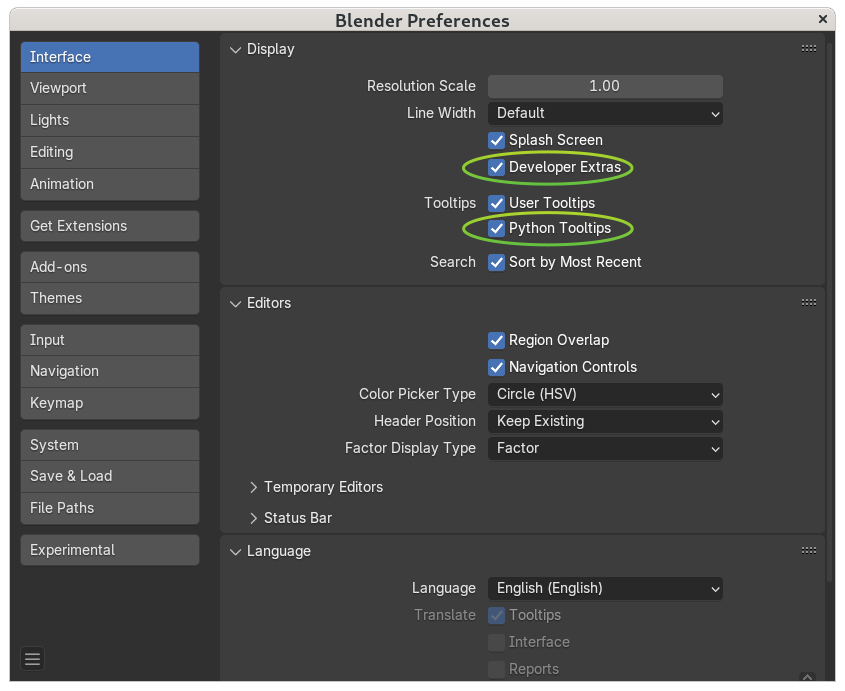 Blender Preferences
Interface
Viewport
Lights
Editing
Animation
Get Extensions
Add-ons
Themes
Input
Navigation
Keymap
System
Save & Load
File Paths
Experimental
Display
Resolution Scale 1.00
Line Width Default
Splash Screen
Developer Extras
Tooltips User Tooltips
Python Tooltips
Search Sort by Most Recent
Editors
Region Overlap
Navigation Controls
Color Picker Type Circle (HSV)
Header Position Keep Existing
Factor Display Type Factor
Temporary Editors
Status Bar
Language
Language English (English)
Translate Tooltips
Interface
Reports